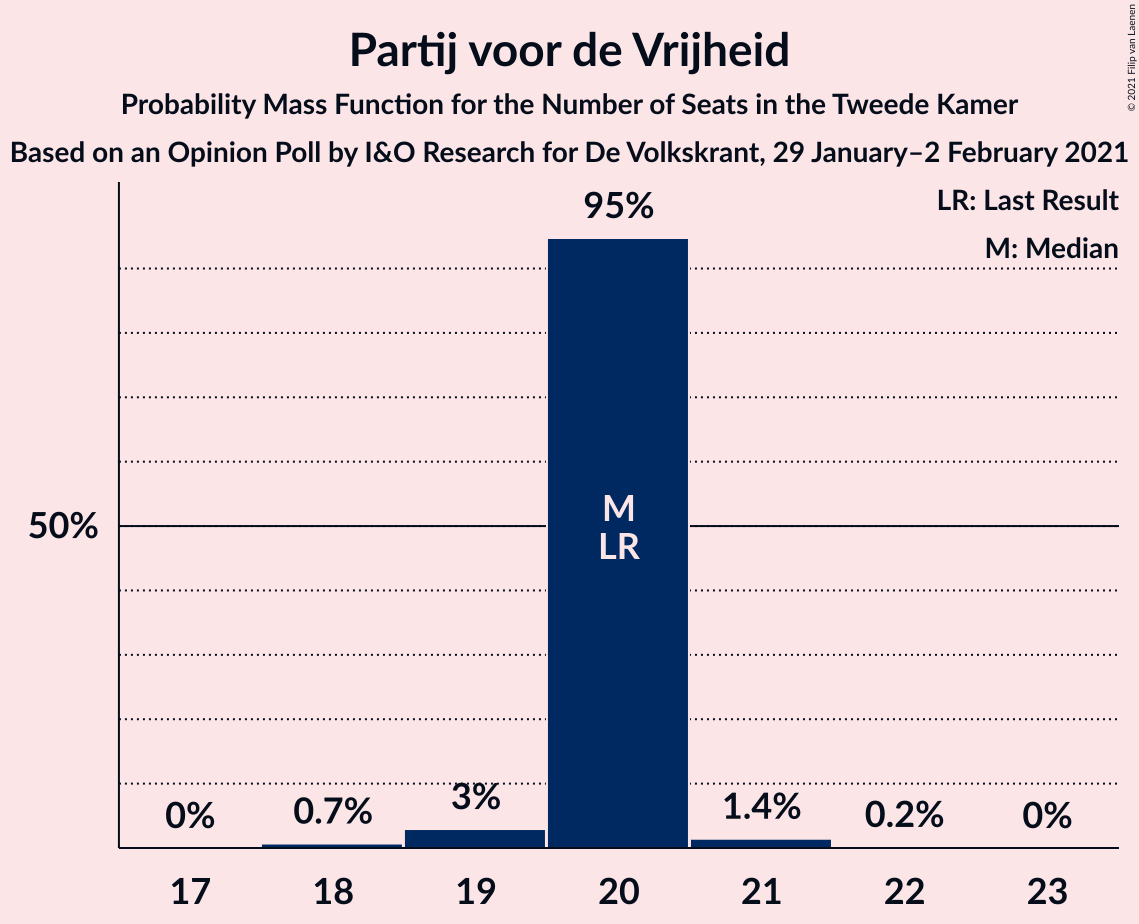 Partij voor de Vrijheid
Probability Mass Function for the Number of Seats in the Tweede Kamer
Based on an Opinion Poll by I&O Research for De Volkskrant, 29 January–2 February 2021
© 2021 Filip van Laenen
LR: Last Result
M: Median
95%
50%
M
LR
0%
0.7%
3%
1.4%
0.2%
0%
17
18
19
20
21
22
23